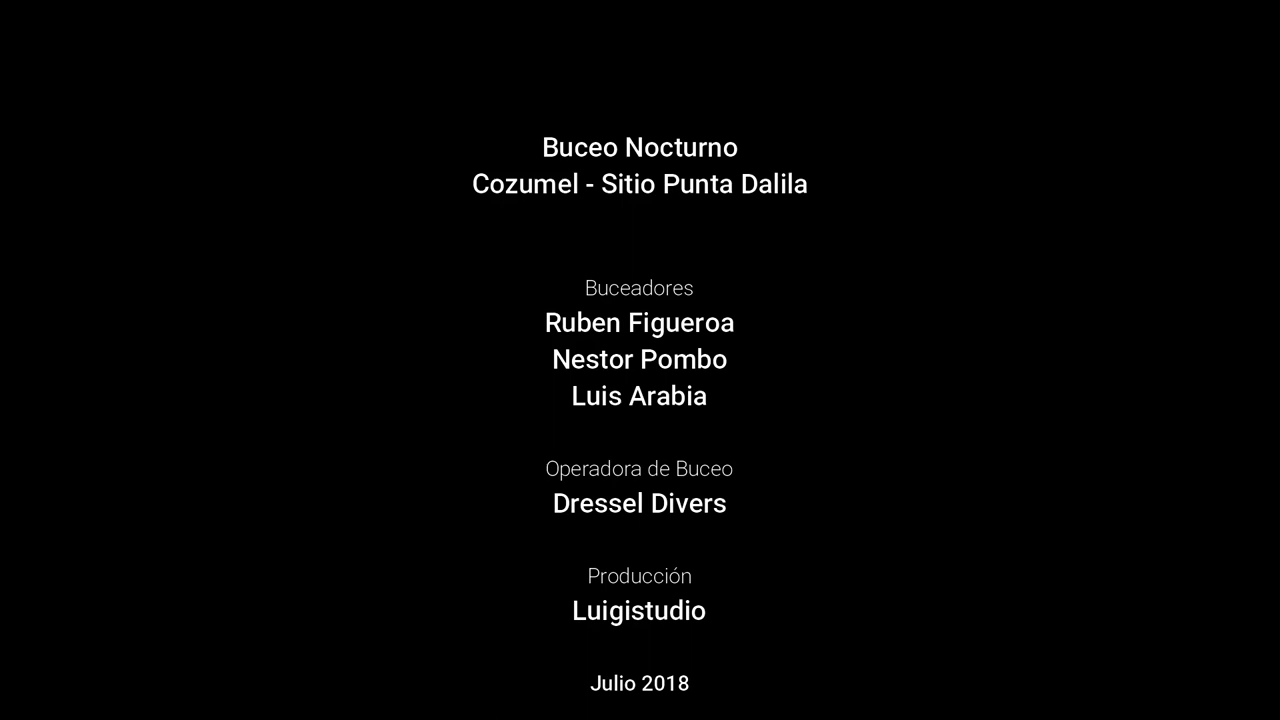 Buceo Nocturno
Cozumel - Sitio Punta Dalila
Buceadores
Ruben Figueroa
Nestor Pombo
Luis Arabia
Operadora de Buceo
Dressel Divers
Producción
Luigistudio
Julio 2018